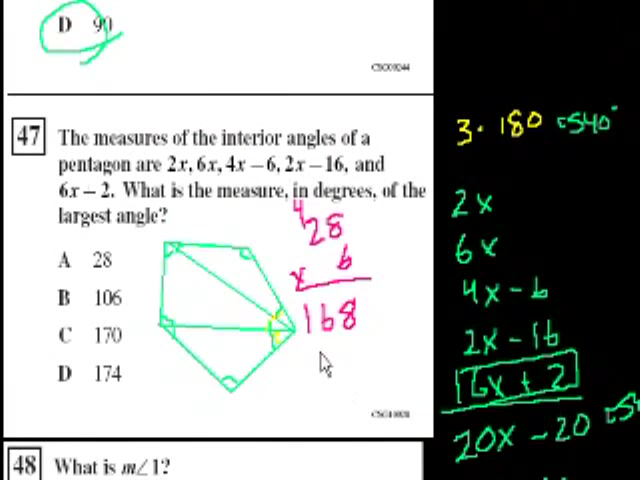 D 90
47 The measures of the interior angles of a
pentagon are 2x, 6x, 4x – 6, 2x – 16, and
6x – 2. What is the measure, in degrees, of the
largest angle?
A 28
B 106
C 170
D 174
4
28
x 6
168
3 · 180 = 540°
2x
6x
4x - 6
2x - 16
6x + 2
20x - 20
48 What is m∠1?